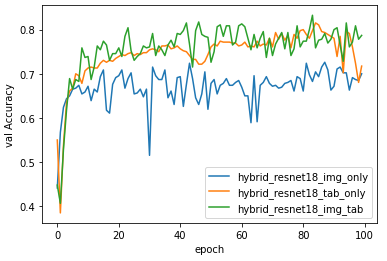 0.8
0.7
0.6
0.5
0.4
val Accuracy
hybrid_resnet18_img_only
hybrid_resnet18_tab_only
hybrid_resnet18_img_tab
0 20 40 60 80 100
epoch